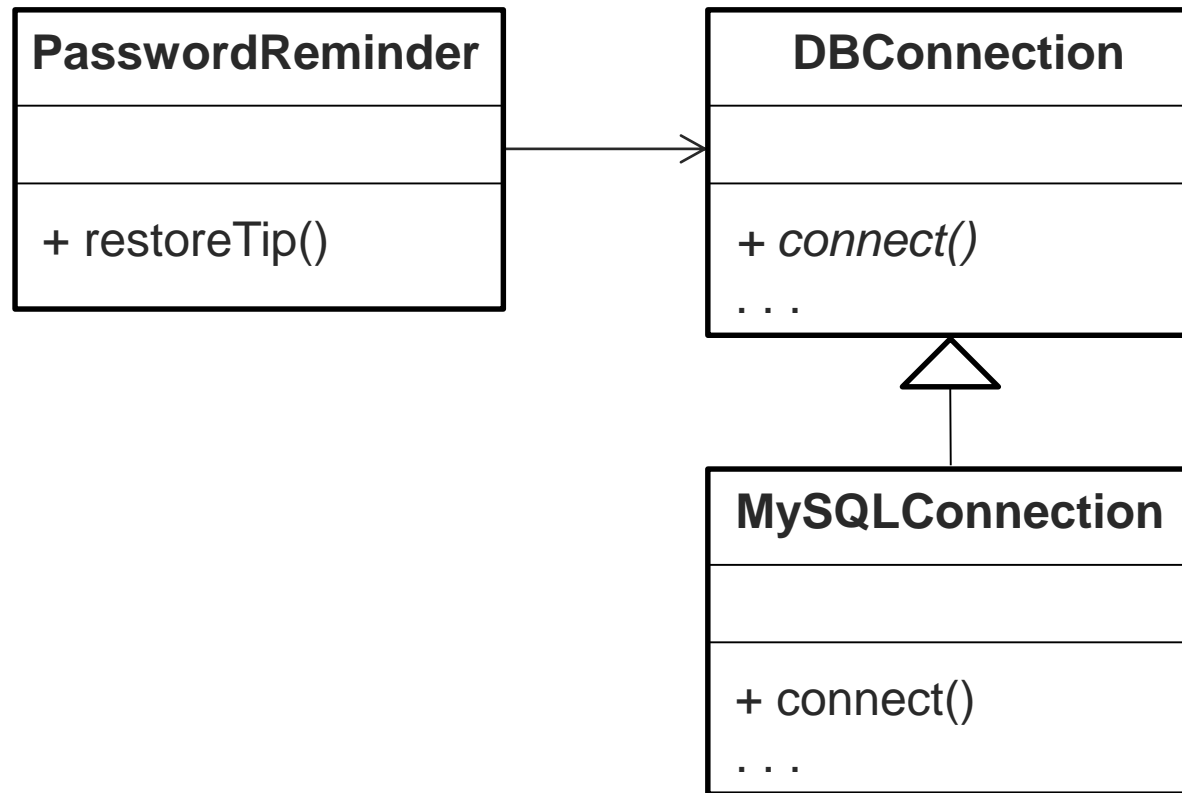 PasswordReminder
+ restoreTip()
DBConnection
+ connect()
. . .
MySQLConnection
+ connect()
. . .